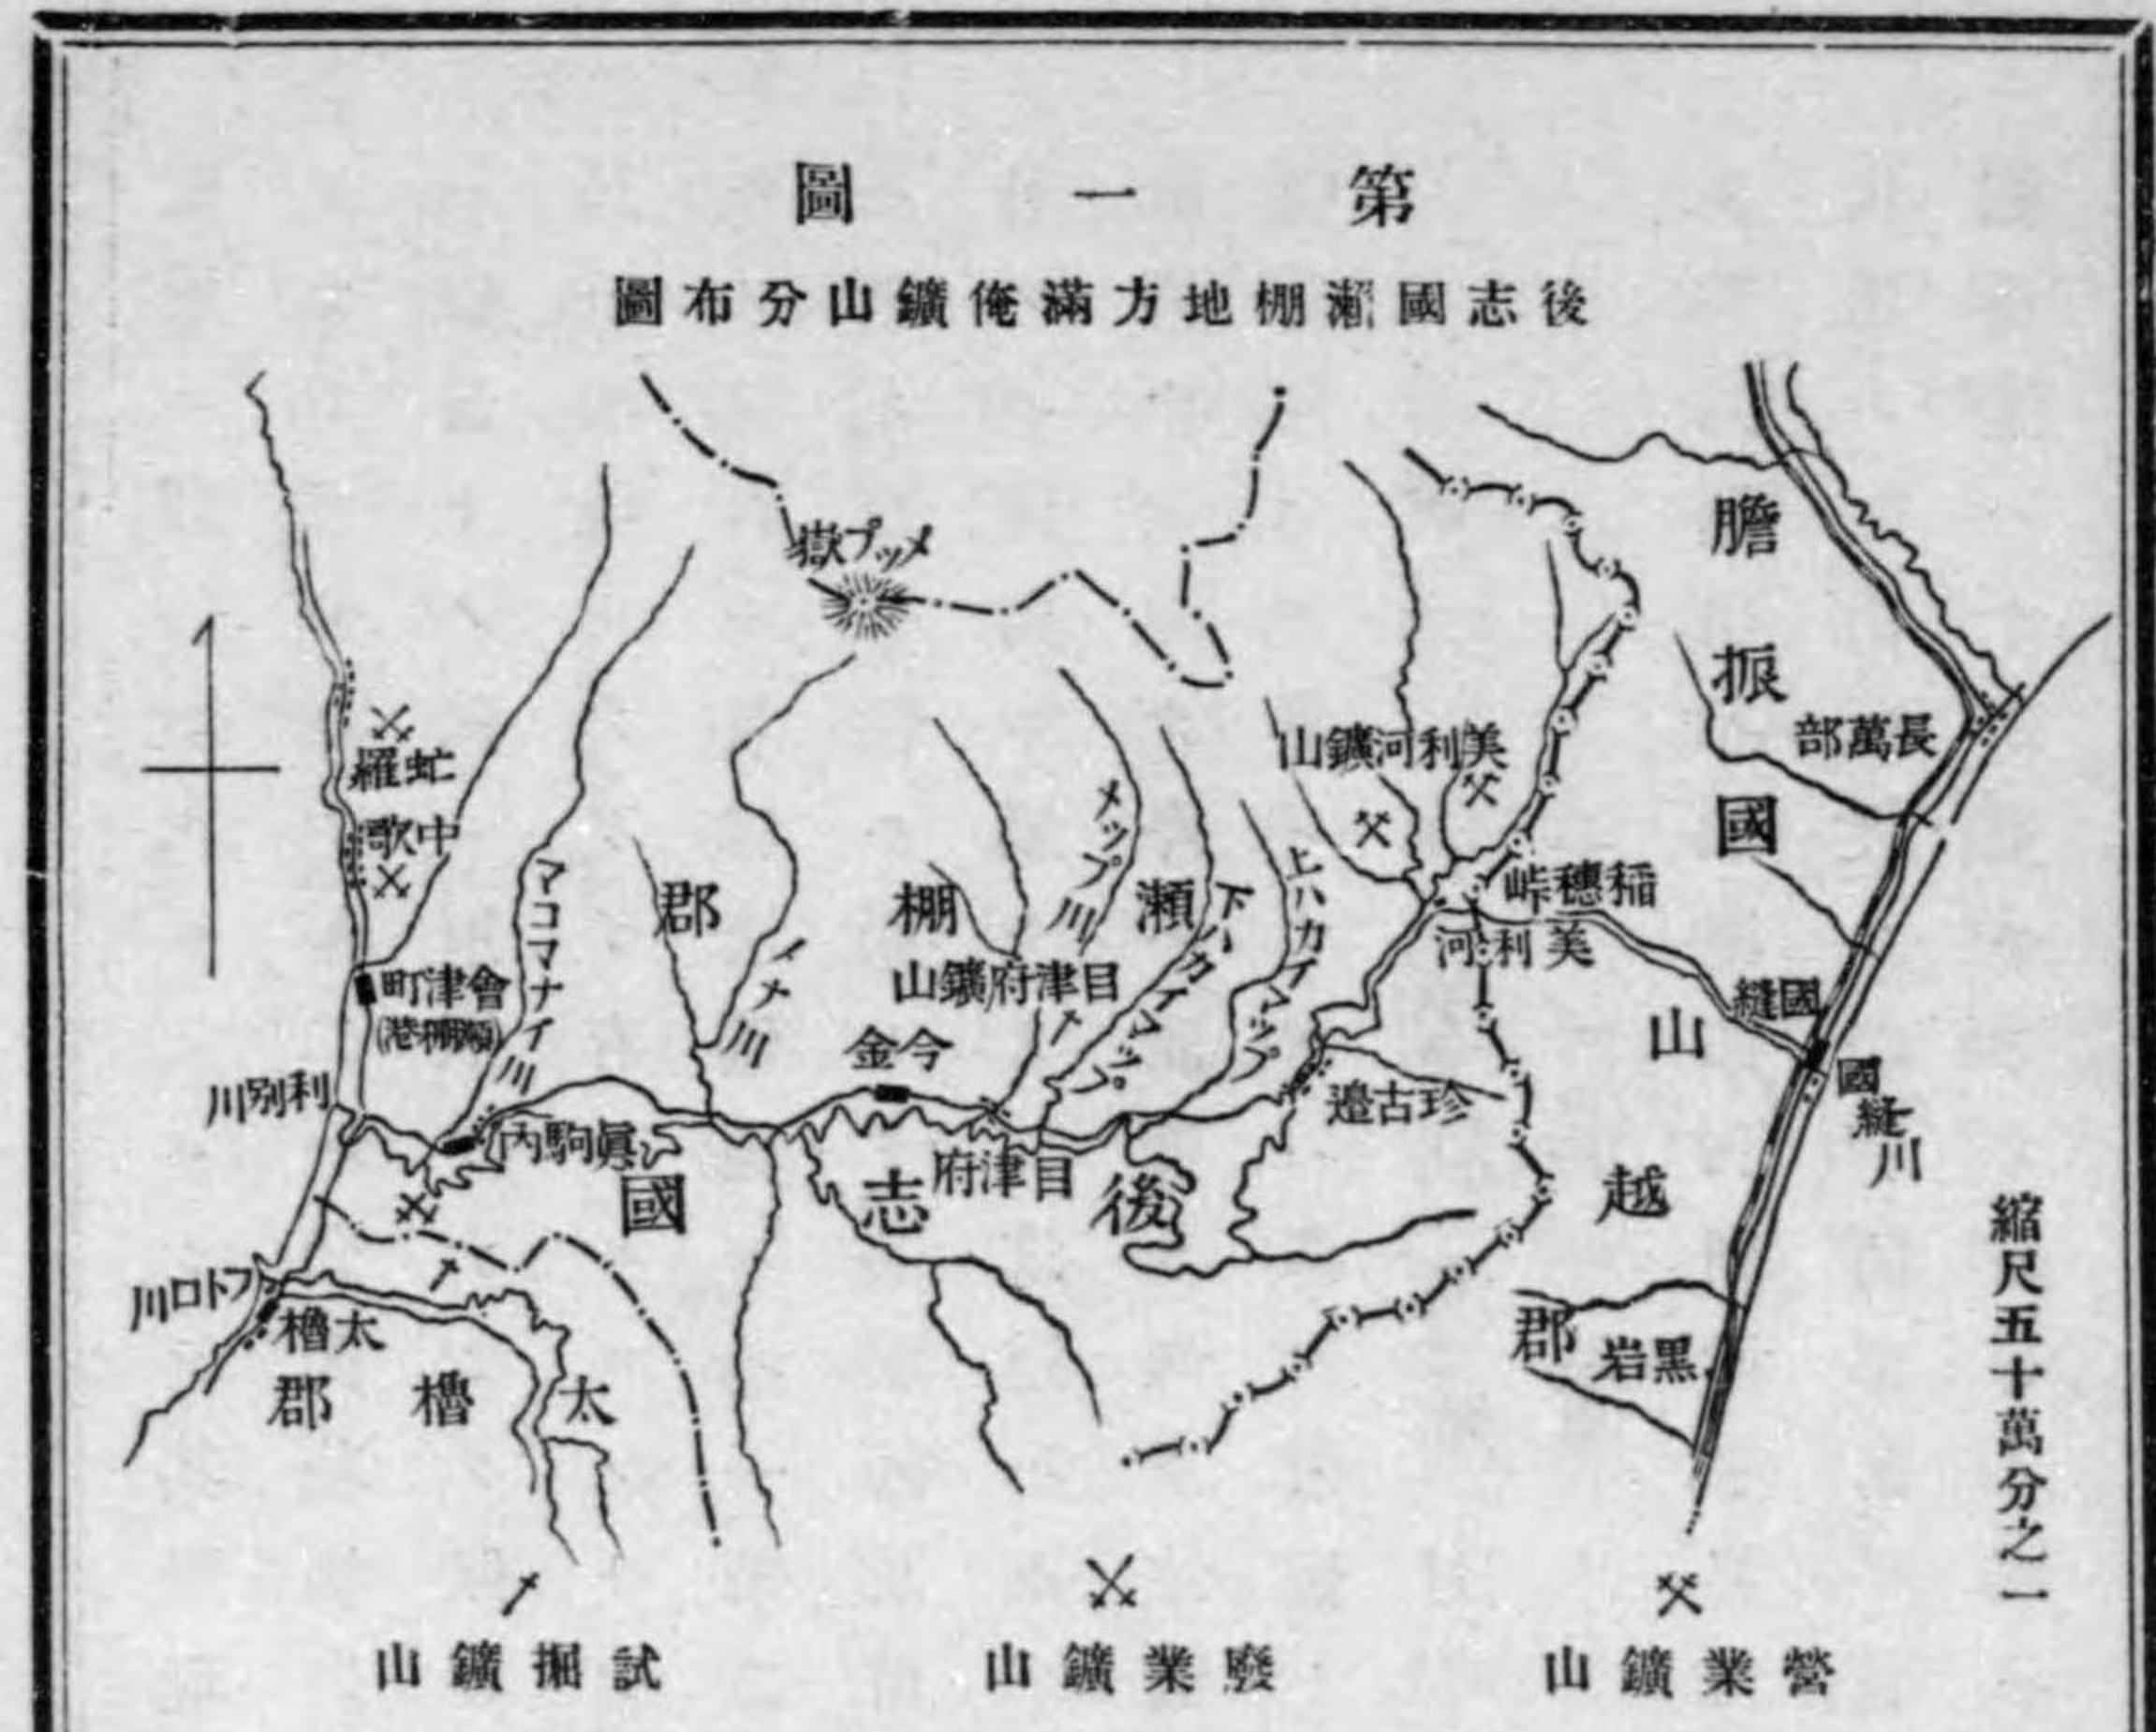 第一圖
後志國瀨棚地方滿俺鑛山分布圖
メップ嶽
膽振國
長萬部
虻羅
中歌
美利河鑛山
稲穗峠
美利河
マコマナイ川
イメナ川
メップ川
下ハカイマップ
上ハカイマップ
瀬棚郡
會津町
(瀬棚港)
目津府鑛山
今金
國縫
國縫川
山越郡
利別川
眞駒內
目津府
珍古邉
後志國
フトロ川
太櫓
太櫓郡
黒岩
縮尺五十萬分之一
營業鑛山
廢業鑛山
試掘鑛山